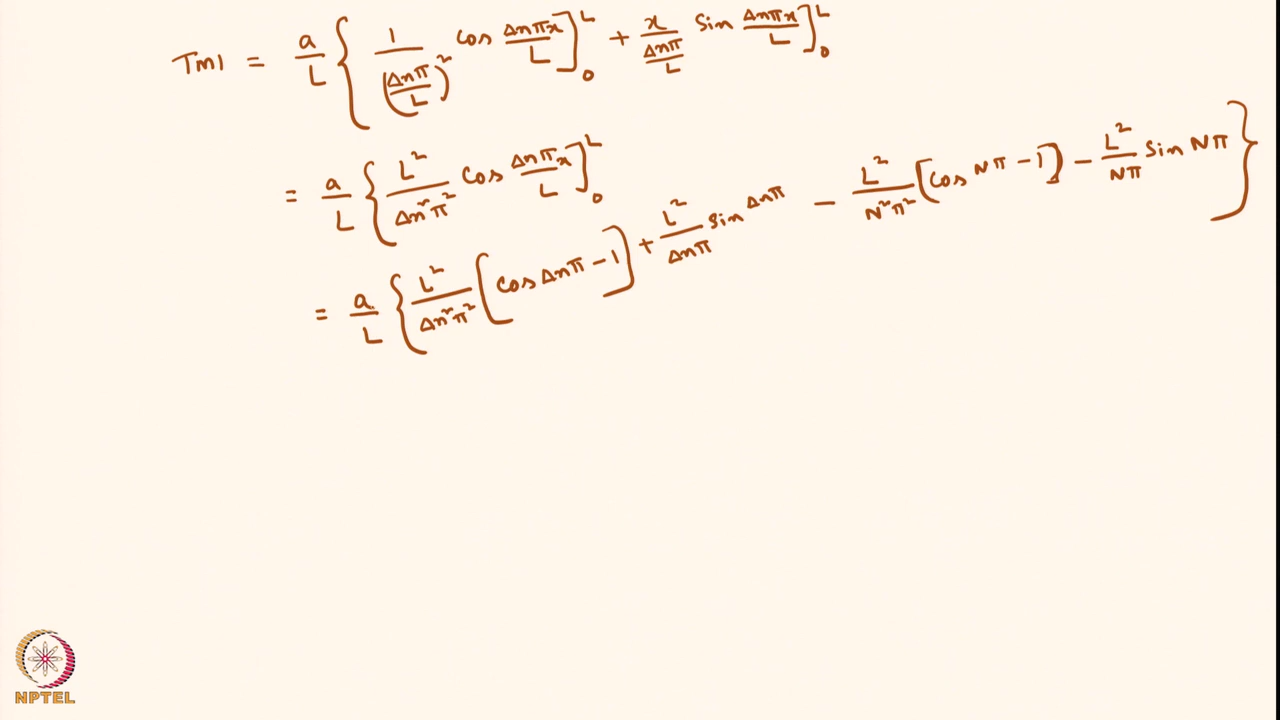 Tm1 = a/L { 1/(Δnπ/L)² cos Δnπx/L ]₀ᴸ + x/(Δnπ/L) sin Δnπx/L ]₀ᴸ
= a/L { L²/Δn²π² cos Δnπx/L ]₀ᴸ
= a/L { L²/Δn²π² [cos Δnπ - 1] + L²/Δnπ sin Δnπ - L²/N²π² [cos Nπ - 1] - L²/Nπ sin Nπ }
NPTEL